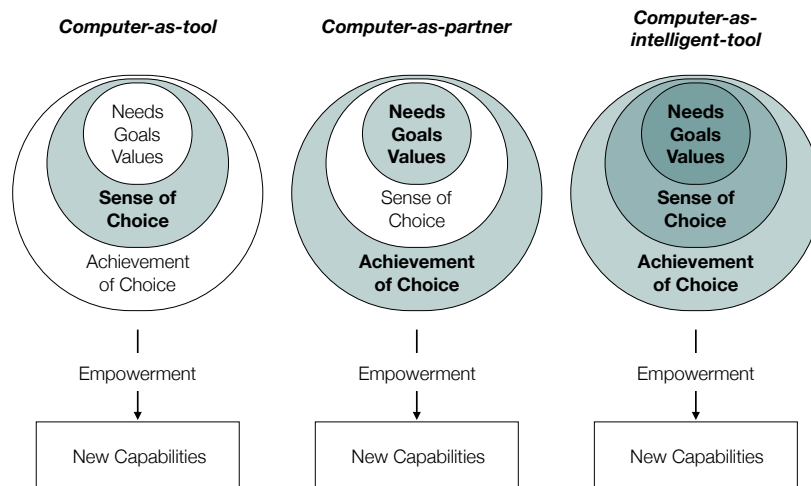 Computer-as-tool
Needs
Goals
Values
Sense of
Choice
Achievement
of Choice
Empowerment
New Capabilities
Computer-as-partner
Needs
Goals
Values
Sense of
Choice
Achievement
of Choice
Empowerment
New Capabilities
Computer-as-
intelligent-tool
Needs
Goals
Values
Sense of
Choice
Achievement
of Choice
Empowerment
New Capabilities